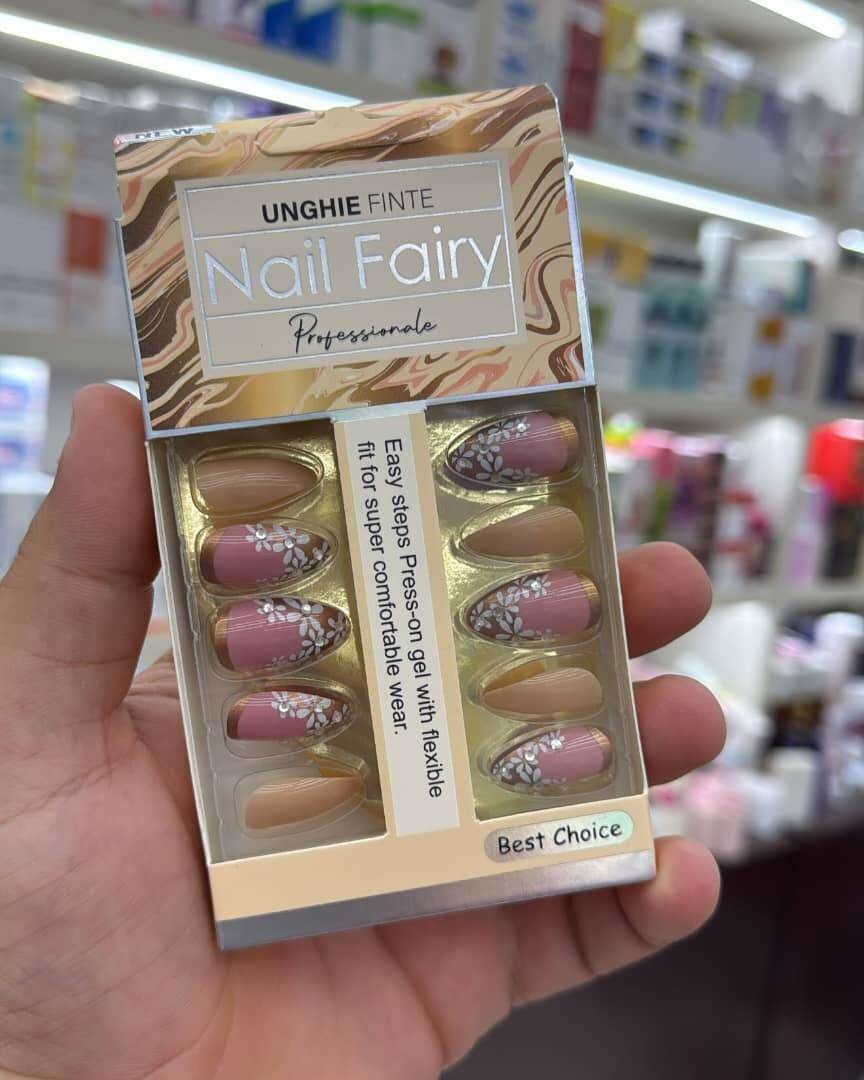 NEW
UNGHIE FINTE
Nail Fairy
Professionale
Easy steps Press-on gel with flexible
fit for super comfortable wear.
Best Choice